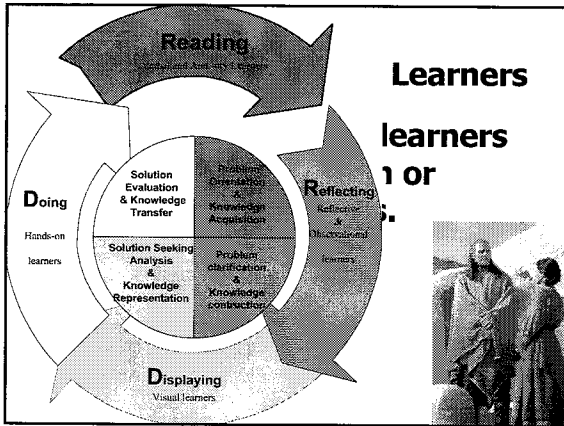 Reading
Learners
learners
n or
s.
Reflecting
Reflective
&
Observational
learners
Displaying
Visual learners
Doing
Hands-on
learners
Solution
Evaluation
& Knowledge
Transfer
Problem
Orientation
&
Knowledge
Acquisition
Solution Seeking
Analysis
&
Knowledge
Representation
Problem
clarification
&
Knowledge
contruction